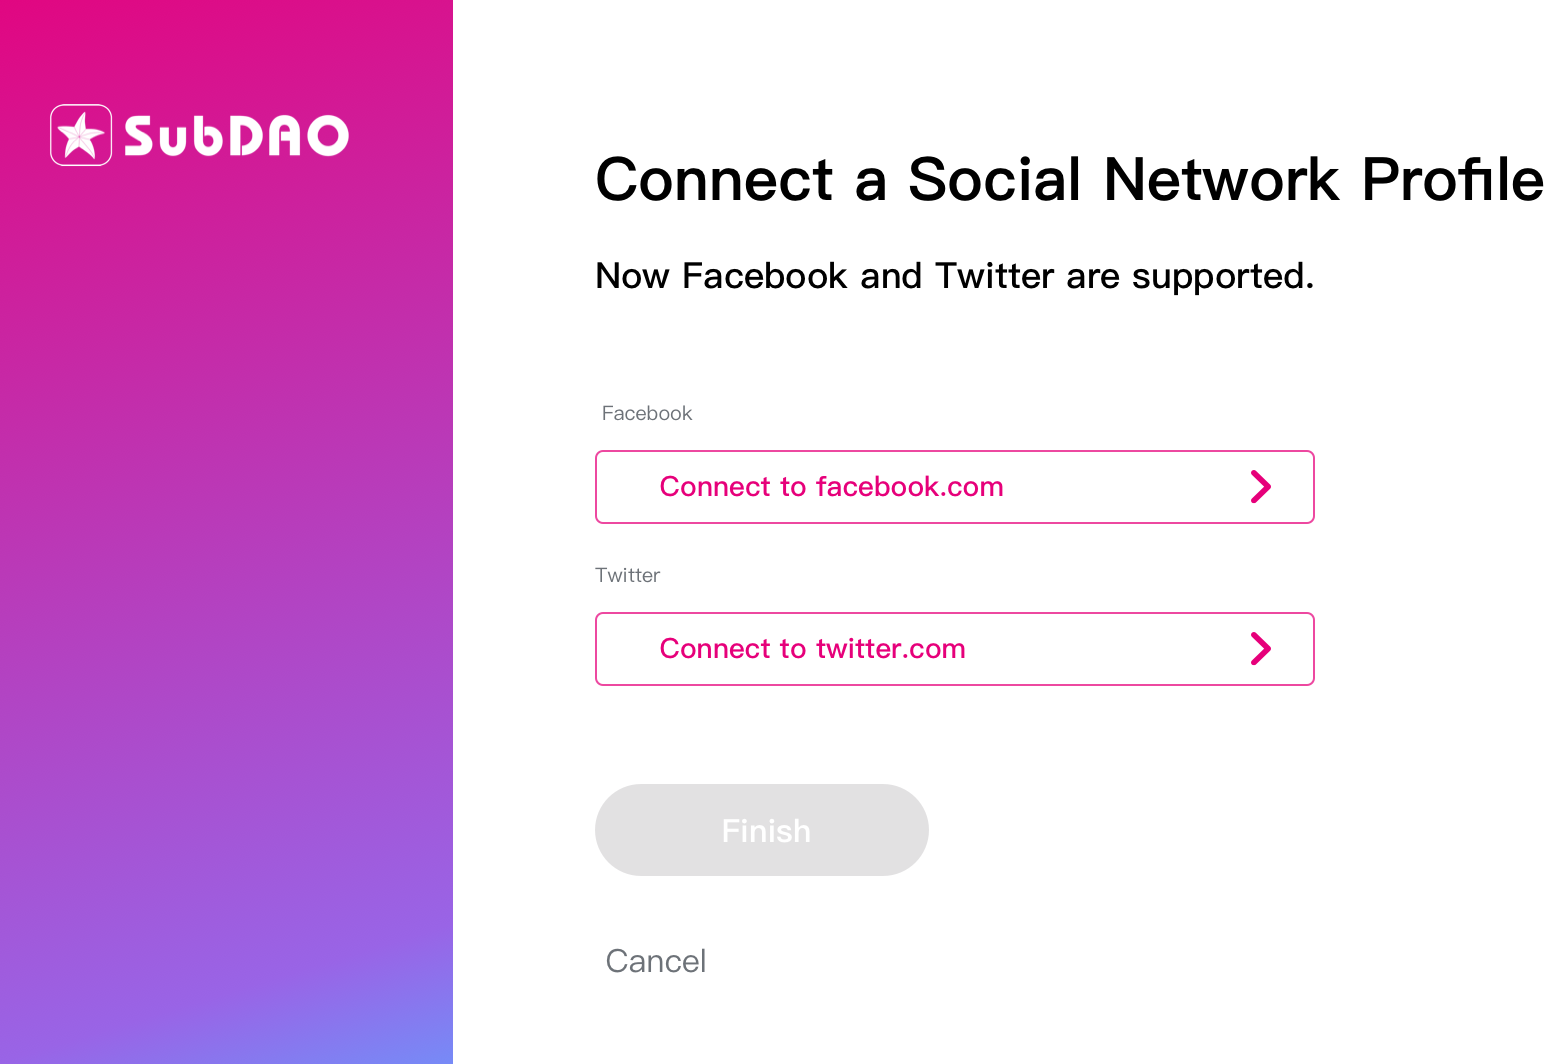 SubDAO
Connect a Social Network Profile
Now Facebook and Twitter are supported.
Facebook
Connect to facebook.com
Twitter
Connect to twitter.com
Finish
Cancel